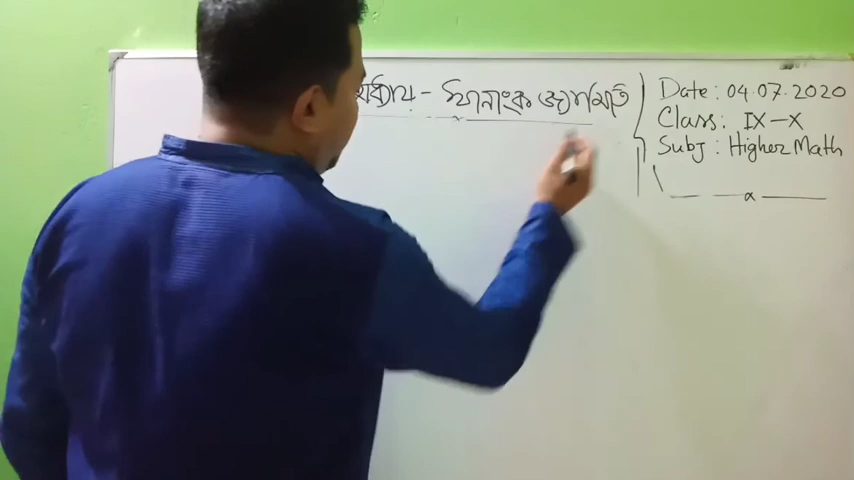 - স্থানাংক জ্যামিতি
Date: 04.07.2020
Class: IX-X
Subj : Higher Math